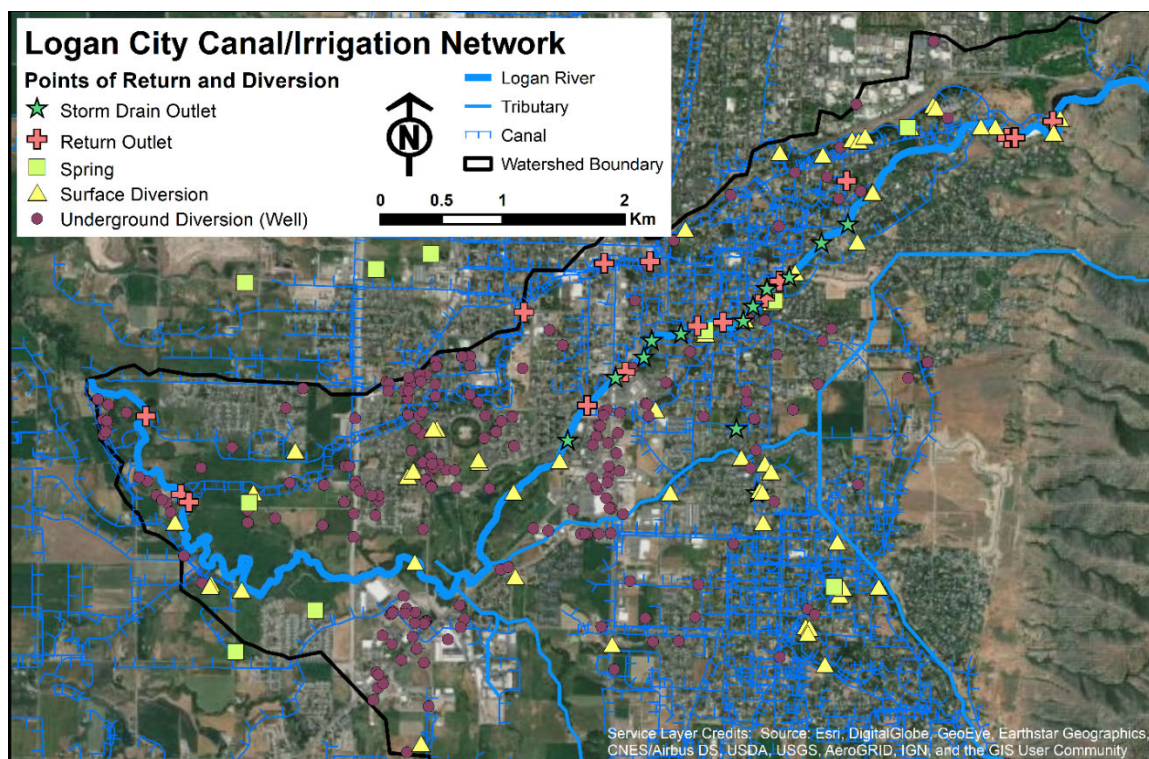 Logan City Canal/Irrigation Network
Points of Return and Diversion
Storm Drain Outlet
Return Outlet
Spring
Surface Diversion
Underground Diversion (Well)
N
Logan River
Tributary
Canal
Watershed Boundary
0 0.5 1 2
Km
Service Layer Credits: Source: Esri, DigitalGlobe, GeoEye, Earthstar Geographics,
CNES/Airbus DS, USDA, USGS, AeroGRID, IGN, and the GIS User Community